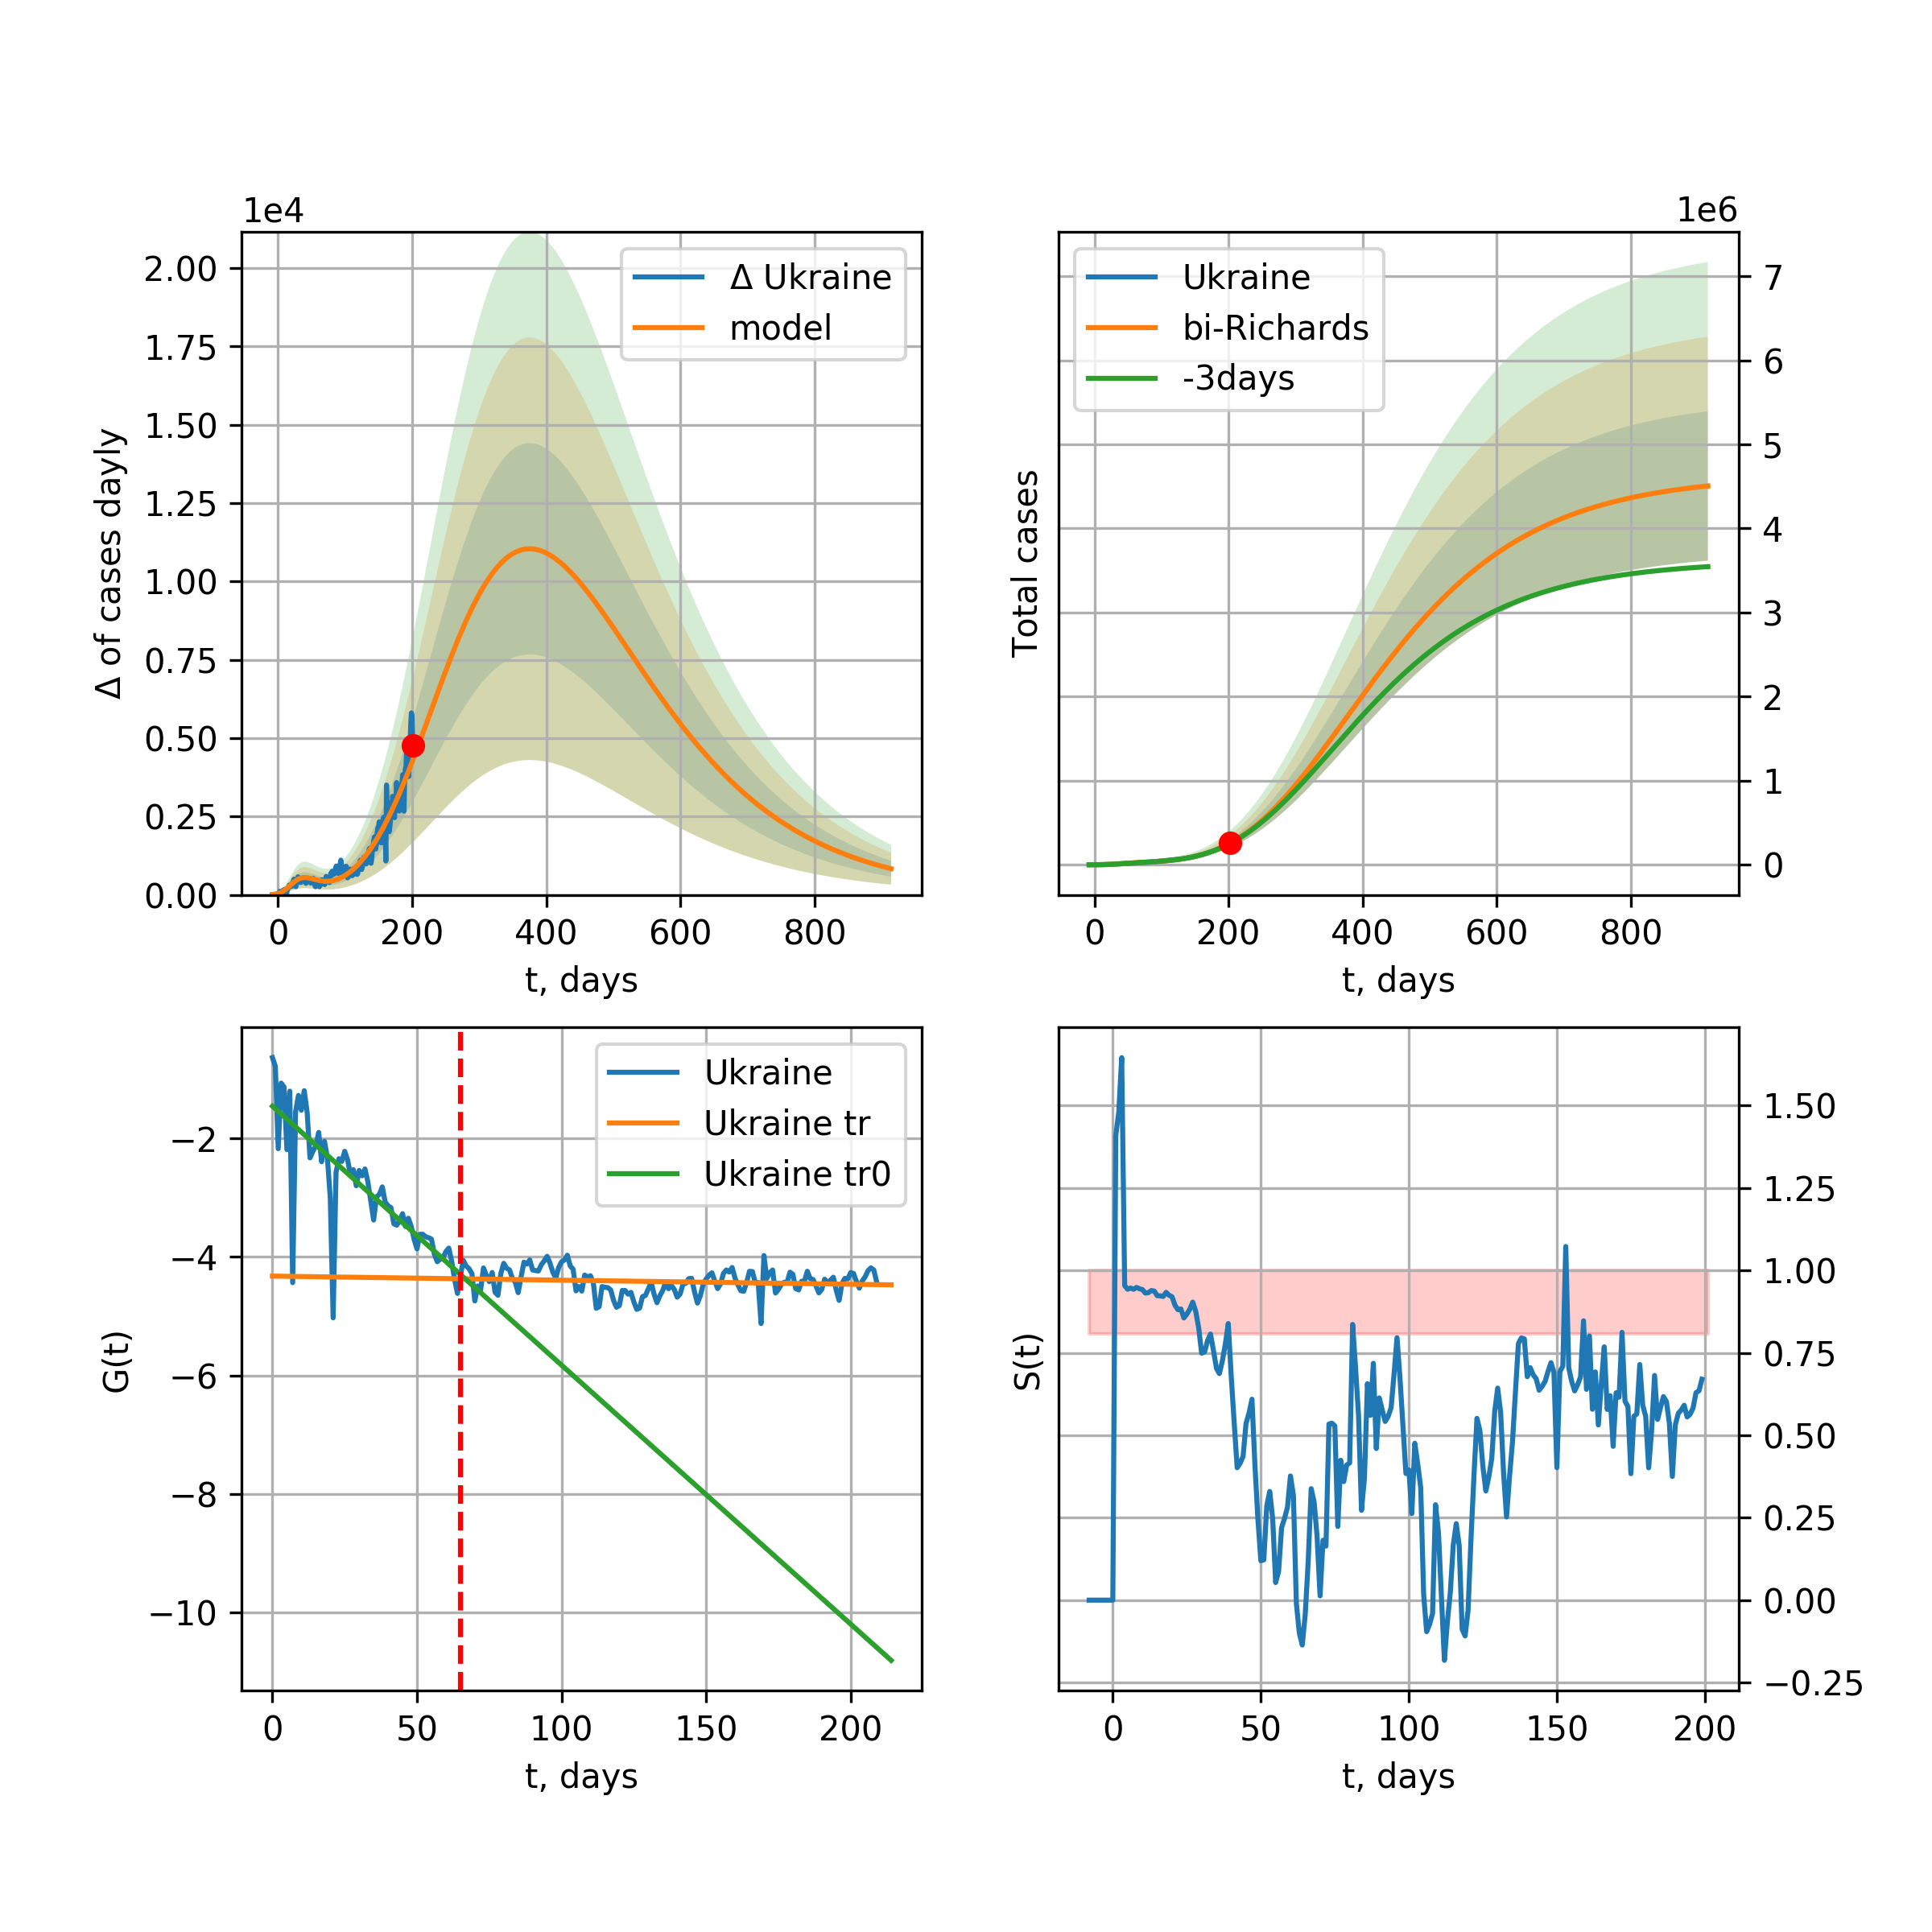 1e4
2.00
1.75
1.50
1.25
1.00
0.75
0.50
0.25
0.00
Δ of cases dayly
Δ Ukraine
model
0 200 400 600 800
t, days
1e6
7
6
5
4
3
2
1
0
Total cases
Ukraine
bi-Richards
-3days
0 200 400 600 800
t, days
−2
−4
−6
−8
−10
G(t)
Ukraine
Ukraine tr
Ukraine tr0
0 50 100 150 200
t, days
1.50
1.25
1.00
0.75
0.50
0.25
0.00
−0.25
S(t)
0 50 100 150 200
t, days